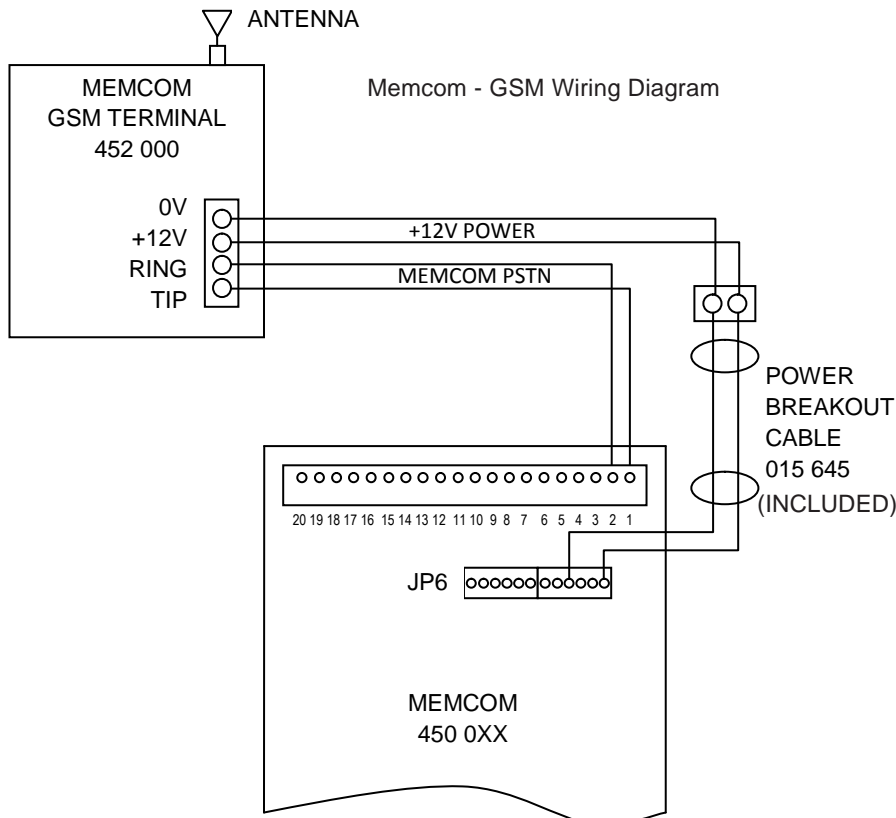 ANTENNA
Memcom - GSM Wiring Diagram
MEMCOM
GSM TERMINAL
452 000
0V
+12V
RING
TIP
+12V POWER
MEMCOM PSTN
POWER
BREAKOUT
CABLE
015 645
(INCLUDED)
20 19 18 17 16 15 14 13 12 11 10 9 8 7 6 5 4 3 2 1
JP6
MEMCOM
450 0XX